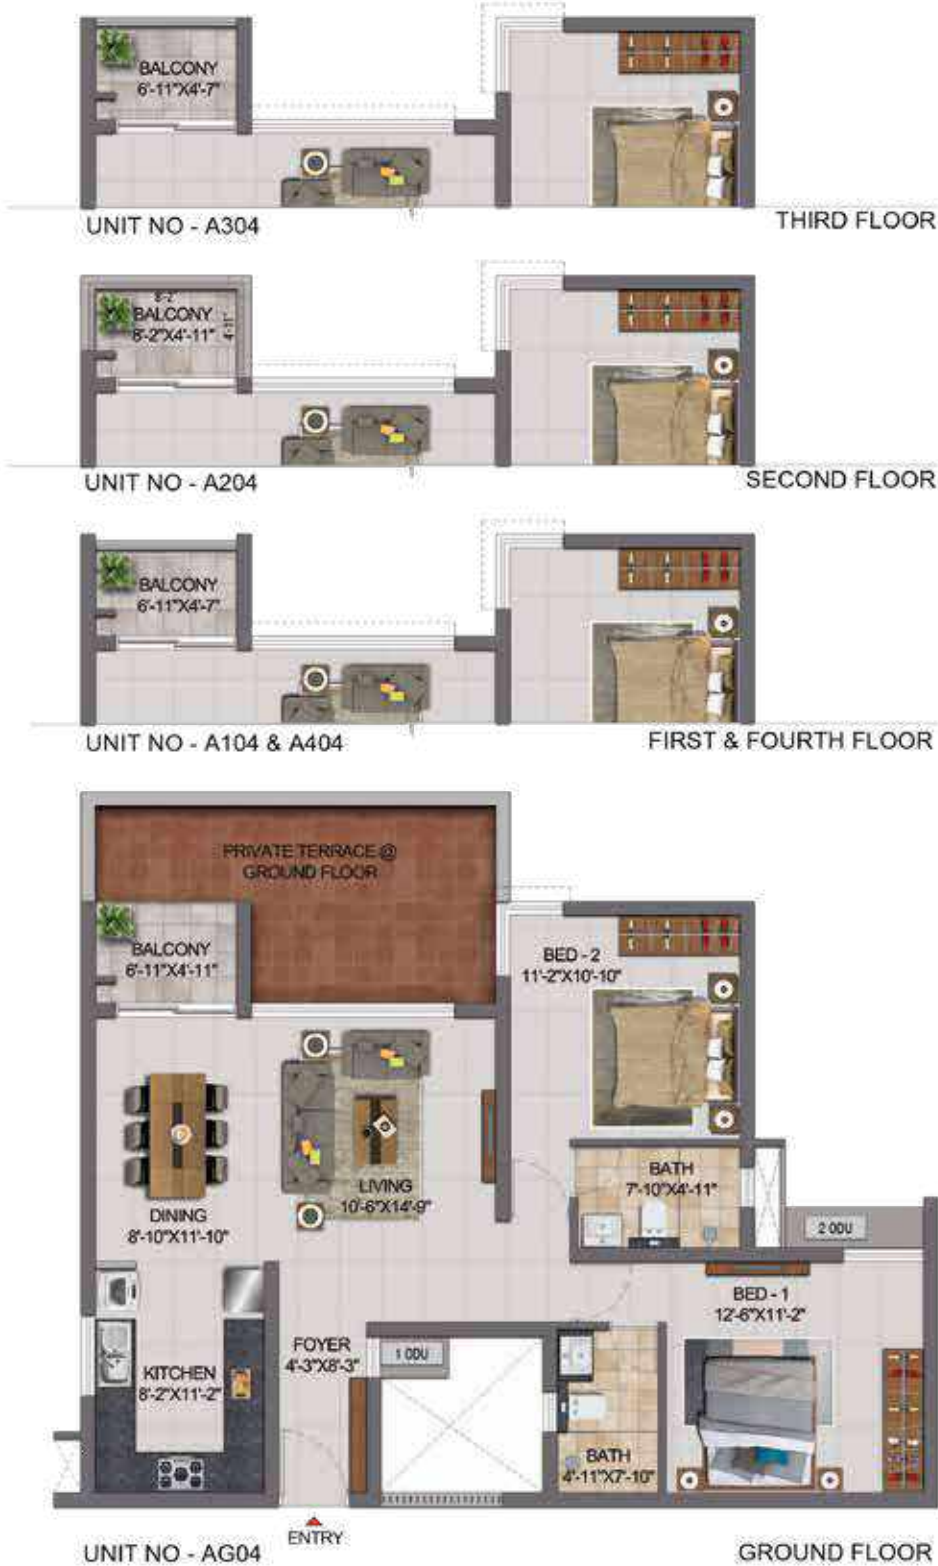 BALCONY
6'-11"X4'-7"
UNIT NO - A304
THIRD FLOOR
8'-2"
BALCONY
8'-2"X4'-11"
4'-11"
UNIT NO - A204
SECOND FLOOR
BALCONY
6'-11"X4'-7"
UNIT NO - A104 & A404
FIRST & FOURTH FLOOR
PRIVATE TERRACE @
GROUND FLOOR
BALCONY
6'-11"X4'-11"
BED - 2
11'-2"X10'-10"
LIVING
10'-6"X14'-9"
DINING
8'-10"X11'-10"
BATH
7'-10"X4'-11"
2 ODU
BED - 1
12'-6"X11'-2"
FOYER
4'-3"X8'-3"
1 ODU
KITCHEN
8'-2"X11'-2"
BATH
4'-11"X7'-10"
ENTRY
UNIT NO - AG04
GROUND FLOOR